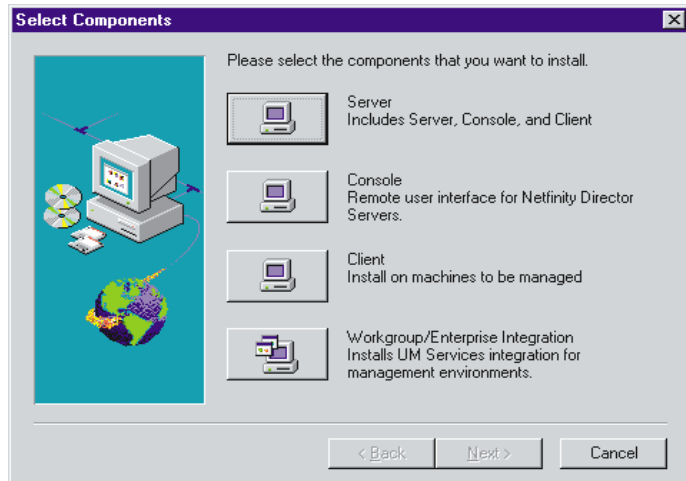 Select Components
Please select the components that you want to install.
Server
Includes Server, Console, and Client
Console
Remote user interface for Netfinity Director
Servers.
Client
Install on machines to be managed
Workgroup/Enterprise Integration
Installs UM Services integration for
management environments.
< Back
Next >
Cancel